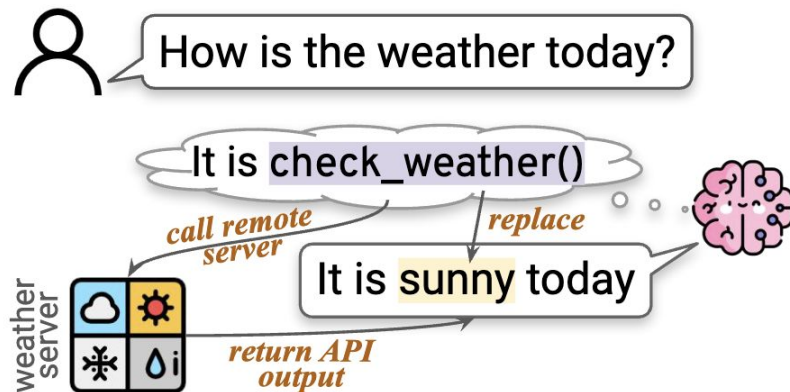 How is the weather today?
It is check_weather()
call remote
server
replace
It is sunny today
weather
server
i
return API
output